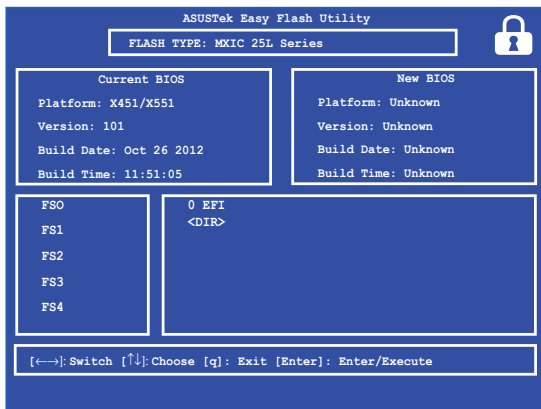 ASUSTek Easy Flash Utility
FLASH TYPE: MXIC 25L Series
Current BIOS
Platform: X451/X551
Version: 101
Build Date: Oct 26 2012
Build Time: 11:51:05
New BIOS
Platform: Unknown
Version: Unknown
Build Date: Unknown
Build Time: Unknown
FSO
FS1
FS2
FS3
FS4
0 EFI
<DIR>
[←→]: Switch [↑↓]: Choose [q]: Exit [Enter]: Enter/Execute